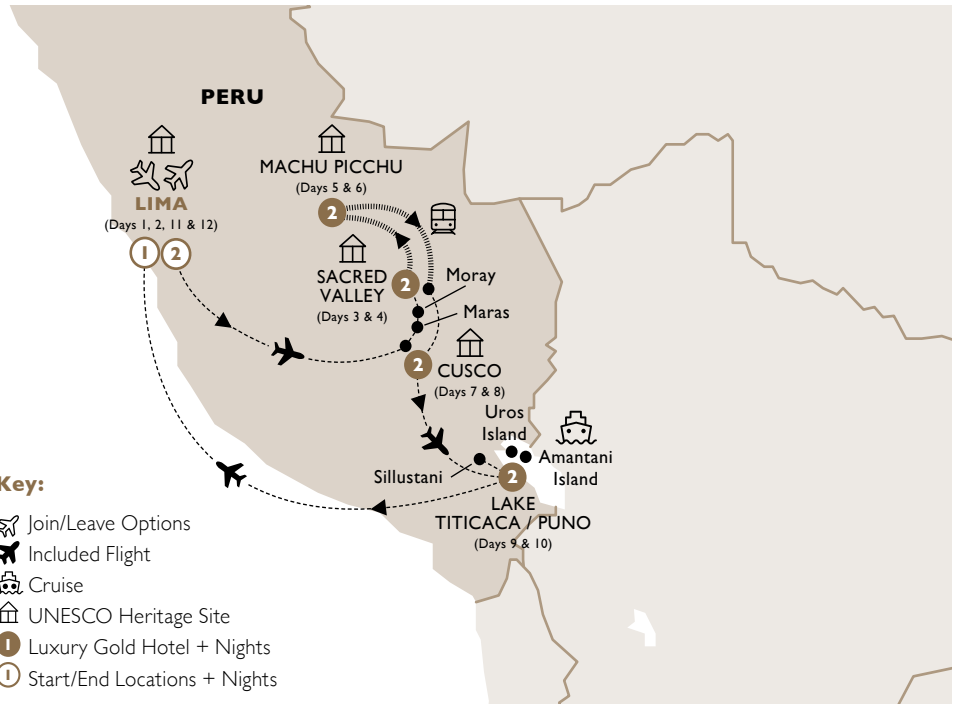 PERU
MACHU PICCHU
(Days 5 & 6)
2
LIMA
(Days 1, 2, 11 & 12)
1 2
SACRED
VALLEY
(Days 3 & 4)
2
Moray
Maras
2
CUSCO
(Days 7 & 8)
Uros
Island
Amantani
Island
Sillustani
2
LAKE
TITICACA / PUNO
(Days 9 & 10)
Key:
Join/Leave Options
Included Flight
Cruise
UNESCO Heritage Site
1 Luxury Gold Hotel + Nights
1 Start/End Locations + Nights